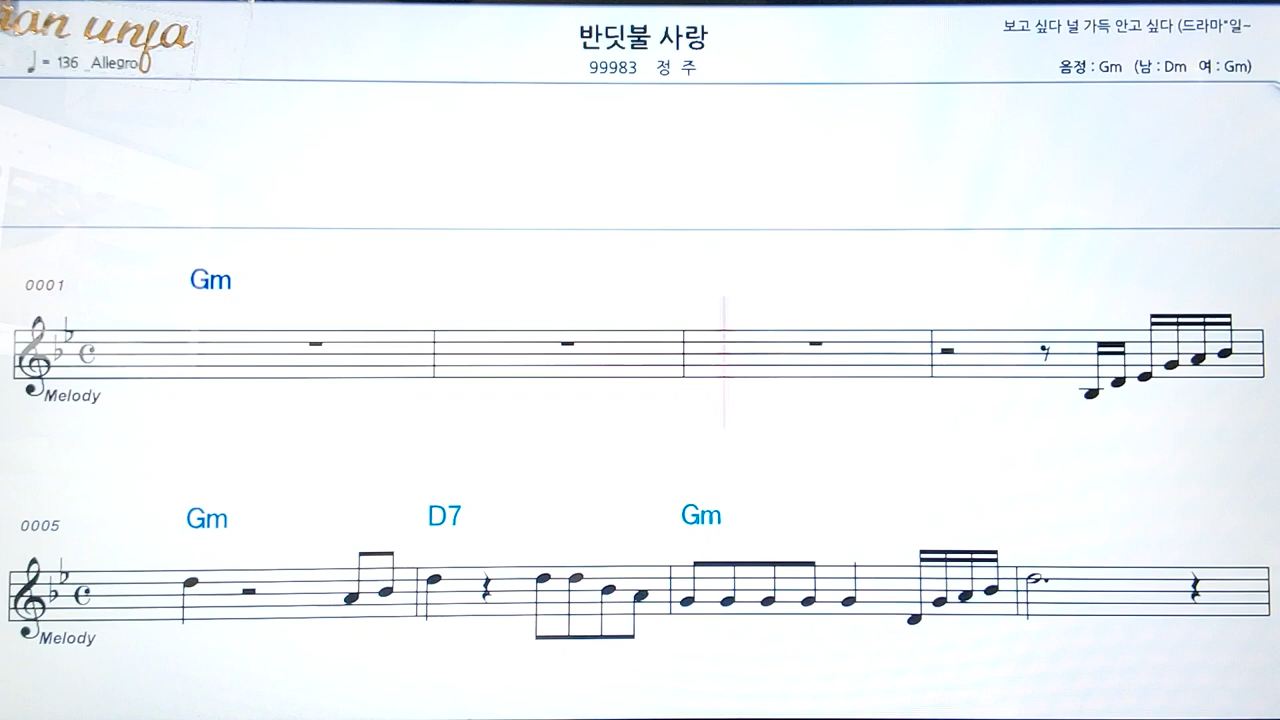 an unja
♩ = 136 Allegro
반딧불 사랑
99983 정 주
보고 싶다 널 가득 안고 싶다 (드라마"일~
음정 : Gm (남 : Dm 여 : Gm)
0001
Gm
Melody
0005
Gm D7 Gm
Melody